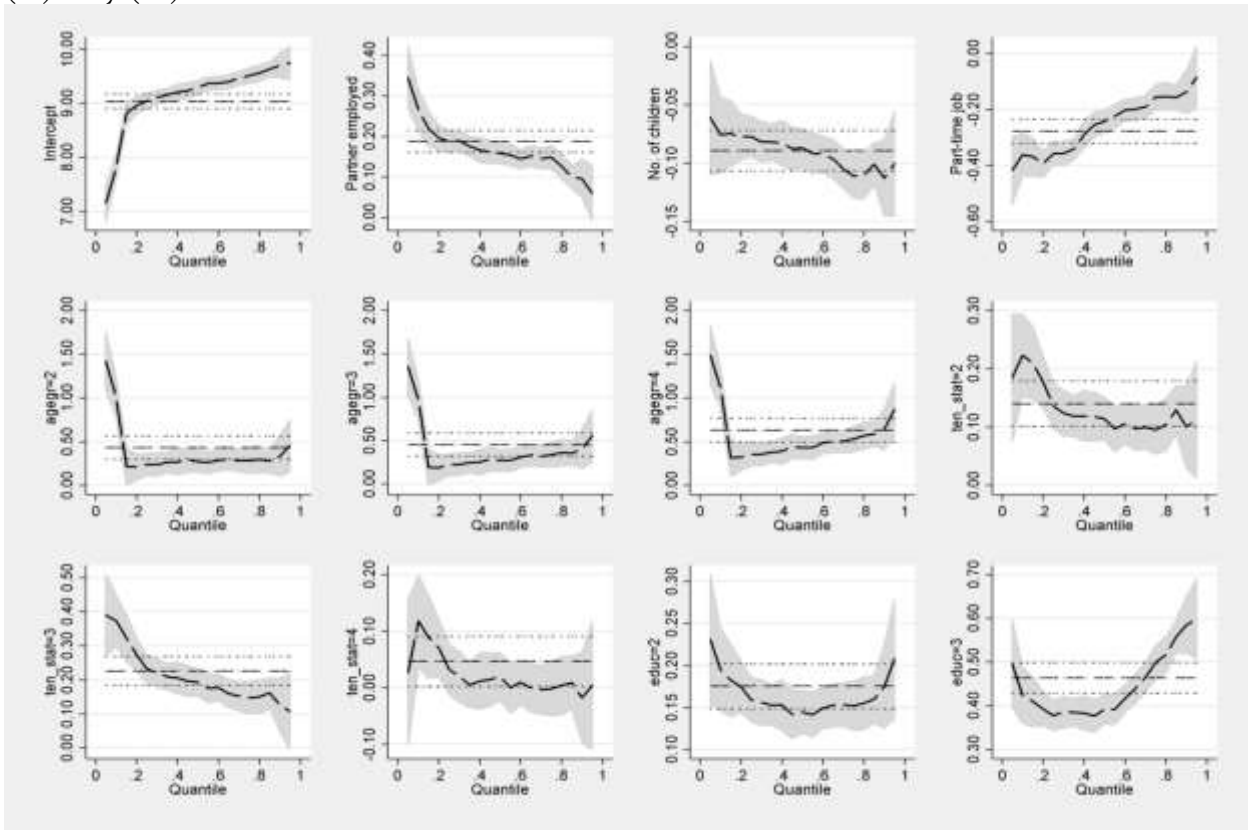 Intercept
7.00 8.00 9.00 10.00
0 .2 .4 .6 .8 1
Quantile
Partner employed
0.00 0.10 0.20 0.30 0.40
0 .2 .4 .6 .8 1
Quantile
No. of children
-0.15 -0.10 -0.05 0.00
0 .2 .4 .6 .8 1
Quantile
Part-time job
-0.60 -0.40 -0.20 0.00
0 .2 .4 .6 .8 1
Quantile
agegr=2
0.00 0.50 1.00 1.50 2.00
0 .2 .4 .6 .8 1
Quantile
agegr=3
0.00 0.50 1.00 1.50 2.00
0 .2 .4 .6 .8 1
Quantile
agegr=4
0.00 0.50 1.00 1.50 2.00
0 .2 .4 .6 .8 1
Quantile
ten_stat=2
0.00 0.10 0.20 0.30
0 .2 .4 .6 .8 1
Quantile
ten_stat=3
0.00 0.10 0.20 0.30 0.40 0.50
0 .2 .4 .6 .8 1
Quantile
ten_stat=4
-0.10 0.00 0.10 0.20
0 .2 .4 .6 .8 1
Quantile
educ=2
0.10 0.15 0.20 0.25 0.30
0 .2 .4 .6 .8 1
Quantile
educ=3
0.30 0.40 0.50 0.60 0.70
0 .2 .4 .6 .8 1
Quantile